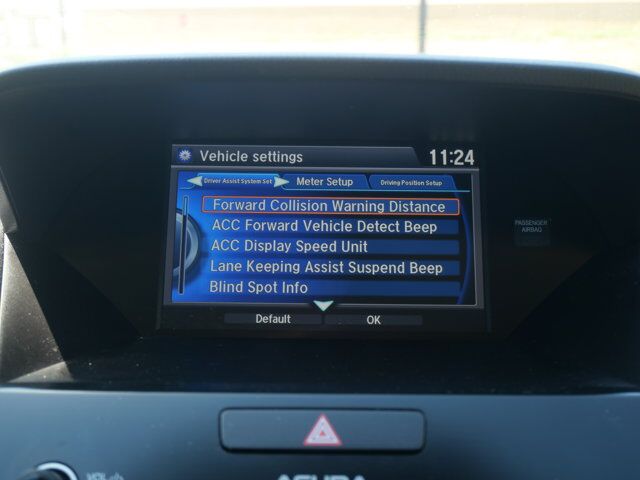 Vehicle settings 11:24
Driver Assist System Set Meter Setup Driving Position Setup
Forward Collision Warning Distance
ACC Forward Vehicle Detect Beep
ACC Display Speed Unit
Lane Keeping Assist Suspend Beep
Blind Spot Info
Default OK
PASSENGER
AIRBAG
ACURA